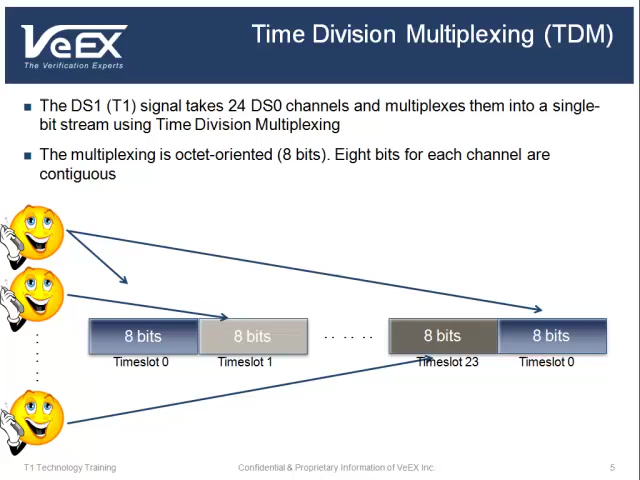 Time Division Multiplexing (TDM)
VeEX
The Verification Experts
The DS1 (T1) signal takes 24 DS0 channels and multiplexes them into a single-
bit stream using Time Division Multiplexing
The multiplexing is octet-oriented (8 bits). Eight bits for each channel are
contiguous
8 bits 8 bits 8 bits 8 bits
Timeslot 0 Timeslot 1 Timeslot 23 Timeslot 0
T1 Technology Training Confidential & Proprietary Information of VeEX Inc. 5